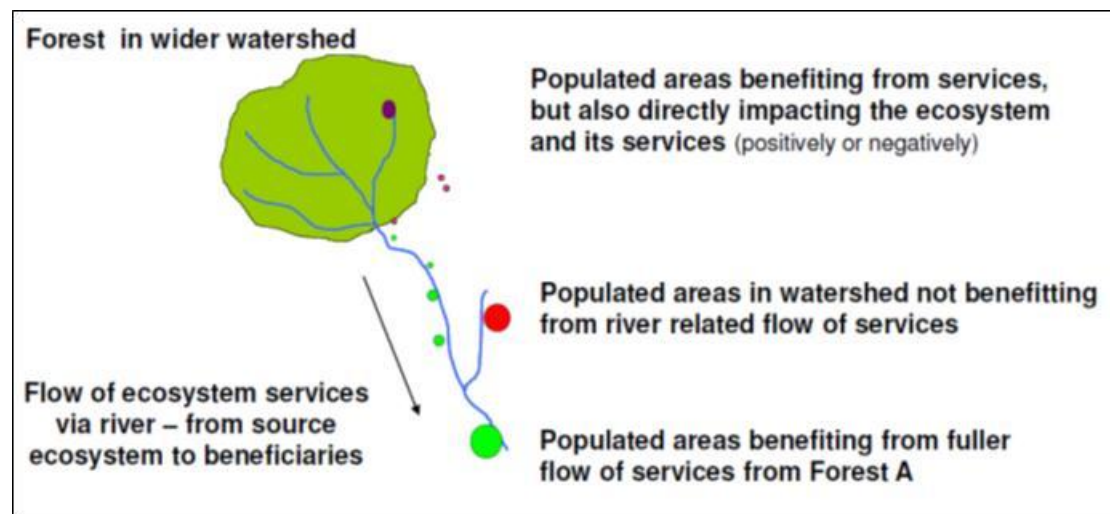 Forest in wider watershed
Populated areas benefiting from services,
but also directly impacting the ecosystem
and its services (positively or negatively)
Populated areas in watershed not benefitting
from river related flow of services
Flow of ecosystem services
via river – from source
ecosystem to beneficiaries
Populated areas benefiting from fuller
flow of services from Forest A